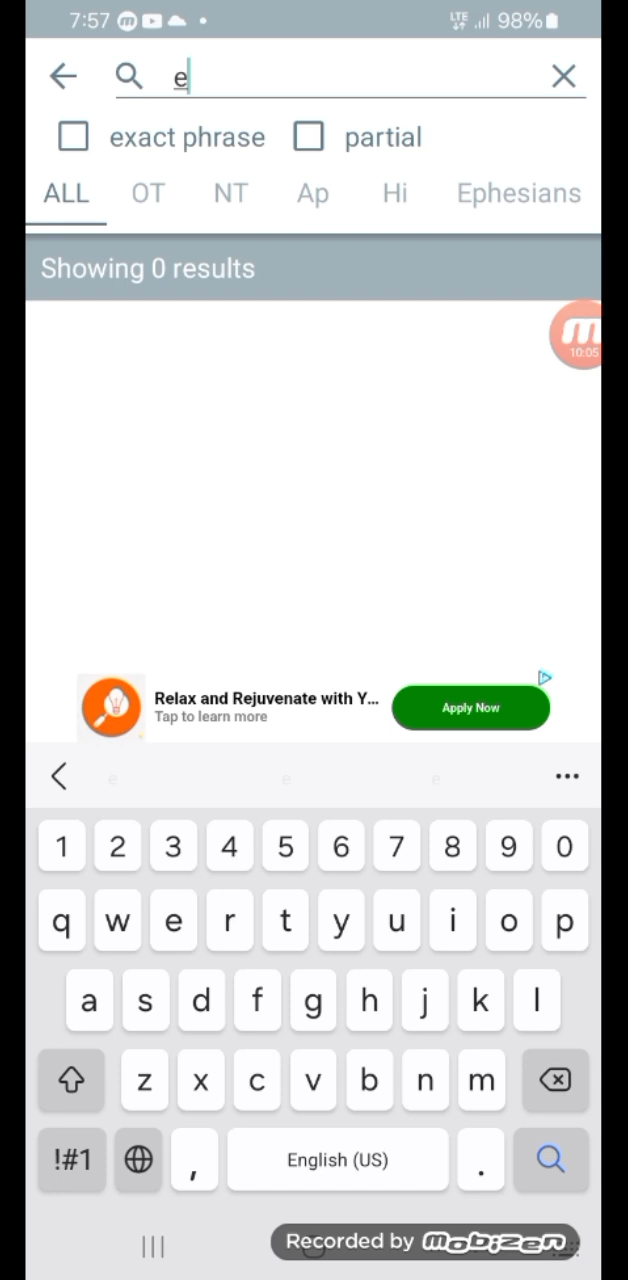 7:57 LTE 98%
e
exact phrase partial
ALL OT NT Ap Hi Ephesians
Showing 0 results
m
10:05
Relax and Rejuvenate with Y...
Tap to learn more
Apply Now
e e e
1 2 3 4 5 6 7 8 9 0
q w e r t y u i o p
a s d f g h j k l
z x c v b n m
!#1 , English (US) .
Recorded by mobizen